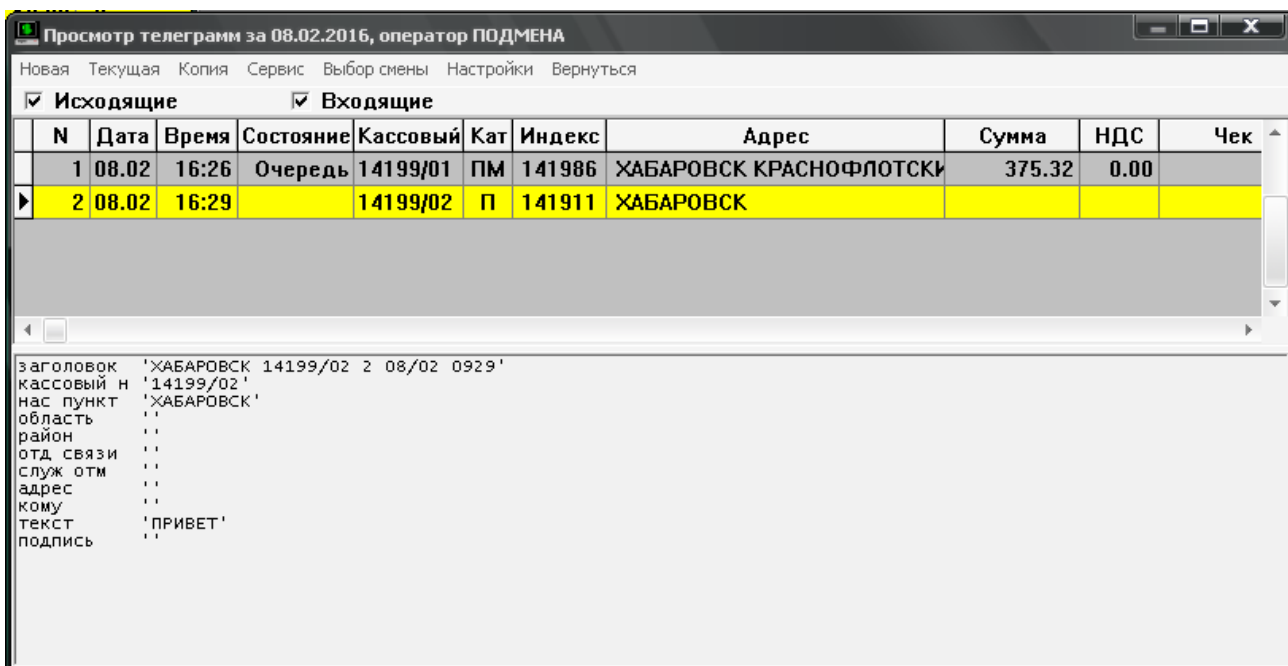 Просмотр телеграмм за 08.02.2016, оператор ПОДМЕНА
Новая Текущая Копия Сервис Выбор смены Настройки Вернуться
Исходящие Входящие
N Дата Время Состояние Кассовый Кат Индекс Адрес Сумма НДС Чек
1 08.02 16:26 Очередь 14199/01 ПМ 141986 ХАБАРОВСК КРАСНОФЛОТСКИ 375.32 0.00
2 08.02 16:29 14199/02 П 141911 ХАБАРОВСК
заголовок 'ХАБАРОВСК 14199/02 2 08/02 0929'
кассовый н '14199/02'
нас пункт 'ХАБАРОВСК'
область ''
район ''
отд связи ''
служ отм ''
адрес ''
кому ''
текст 'ПРИВЕТ'
подпись ''